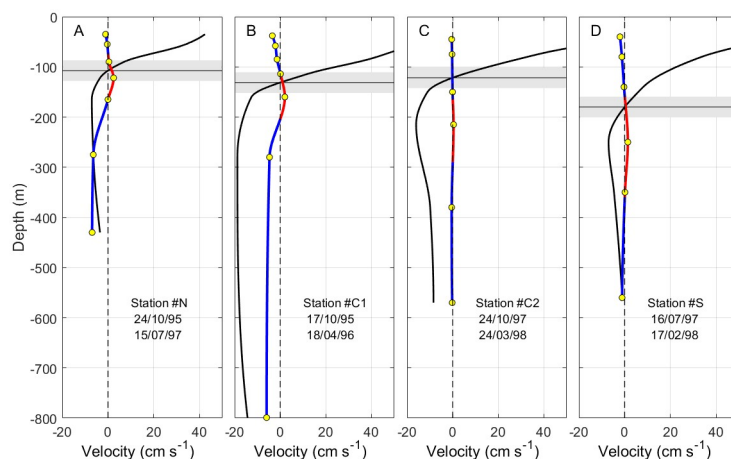 A
B
C
D
0
-100
-200
-300
-400
-500
-600
-700
-800
Depth (m)
Station #N
24/10/95
15/07/97
Station #C1
17/10/95
18/04/96
Station #C2
24/10/97
24/03/98
Station #S
16/07/97
17/02/98
-20 0 20 40
-20 0 20 40
-20 0 20 40
-20 0 20 40
Velocity (cm s⁻¹)
Velocity (cm s⁻¹)
Velocity (cm s⁻¹)
Velocity (cm s⁻¹)